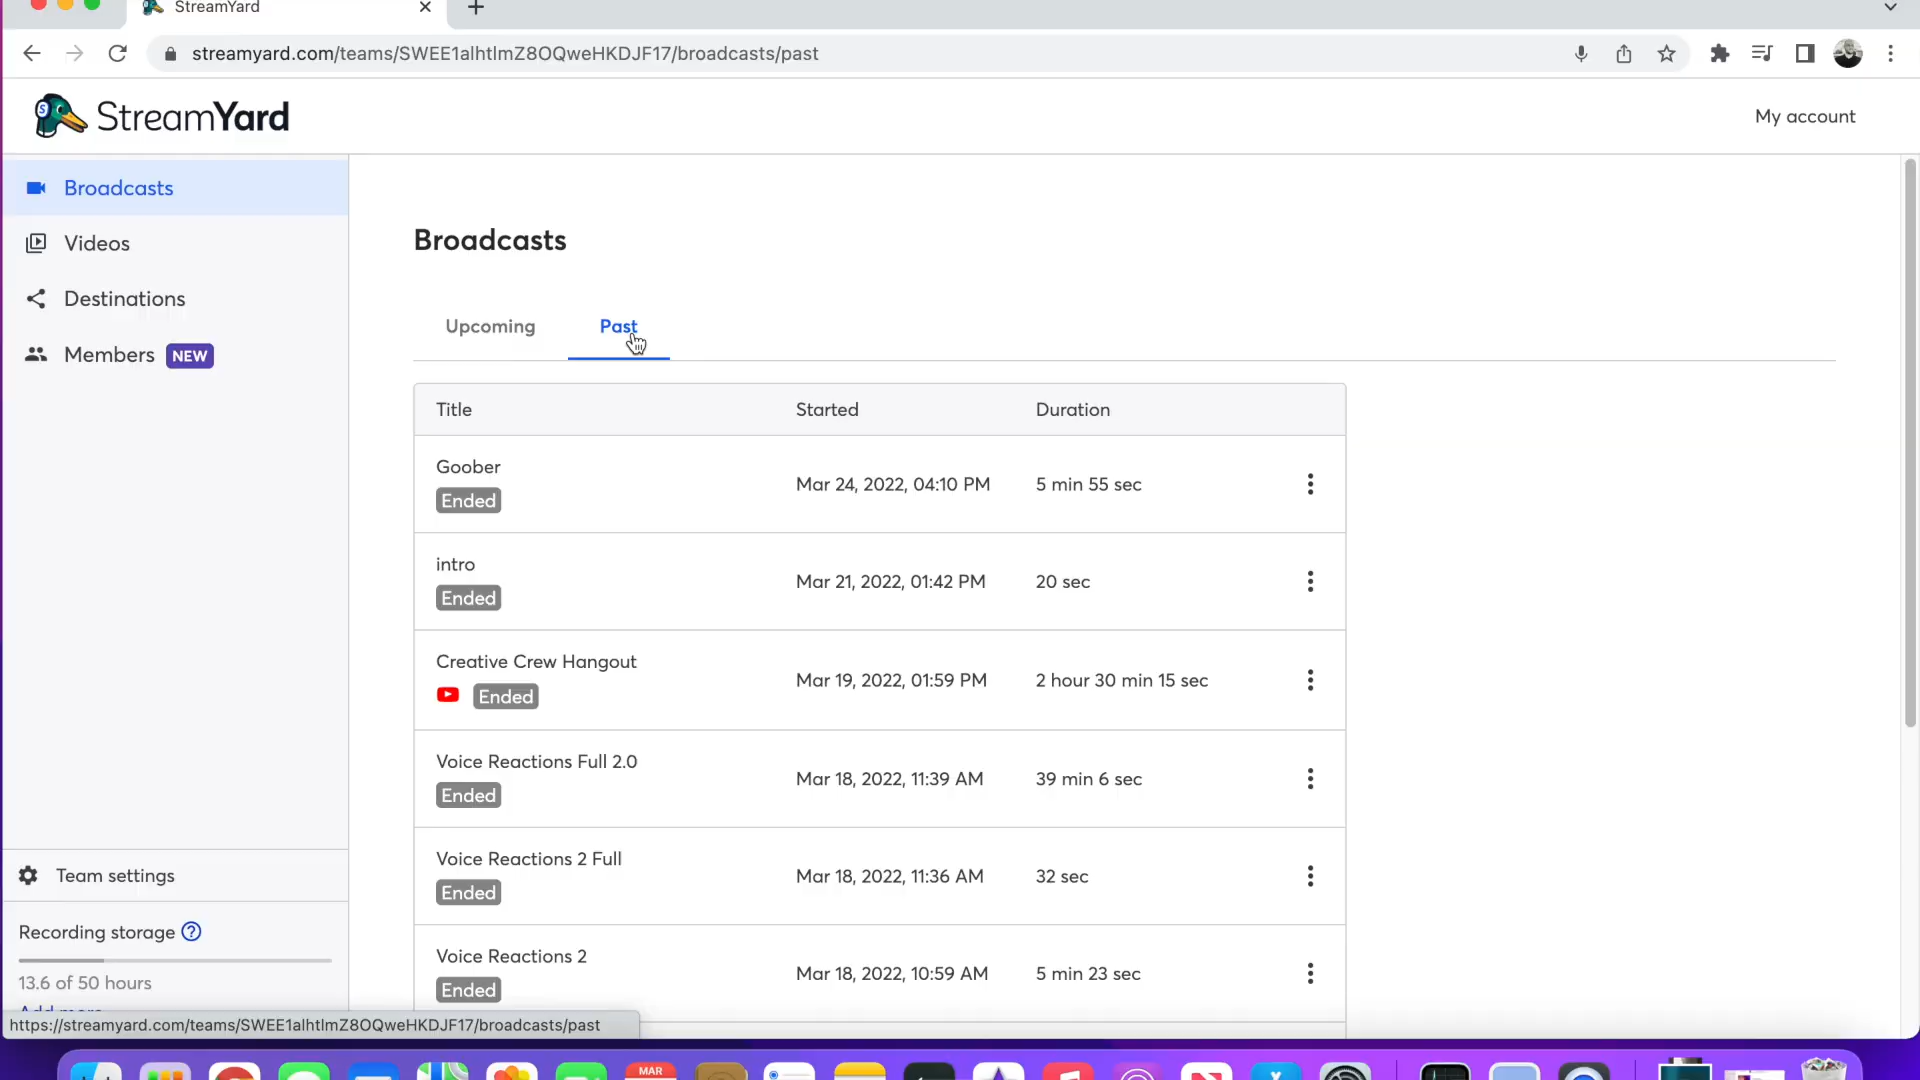 StreamYard
streamyard.com/teams/SWEE1alhtlmZ8OQweHKDJF17/broadcasts/past
StreamYard
My account
Broadcasts
Videos
Destinations
Members NEW
Broadcasts
Upcoming
Past
Title Started Duration
Goober
Ended
Mar 24, 2022, 04:10 PM
5 min 55 sec
intro
Ended
Mar 21, 2022, 01:42 PM
20 sec
Creative Crew Hangout
Ended
Mar 19, 2022, 01:59 PM
2 hour 30 min 15 sec
Voice Reactions Full 2.0
Ended
Mar 18, 2022, 11:39 AM
39 min 6 sec
Voice Reactions 2 Full
Ended
Mar 18, 2022, 11:36 AM
32 sec
Voice Reactions 2
Ended
Mar 18, 2022, 10:59 AM
5 min 23 sec
Team settings
Recording storage
13.6 of 50 hours
Add more
https://streamyard.com/teams/SWEE1alhtlmZ8OQweHKDJF17/broadcasts/past
MAR